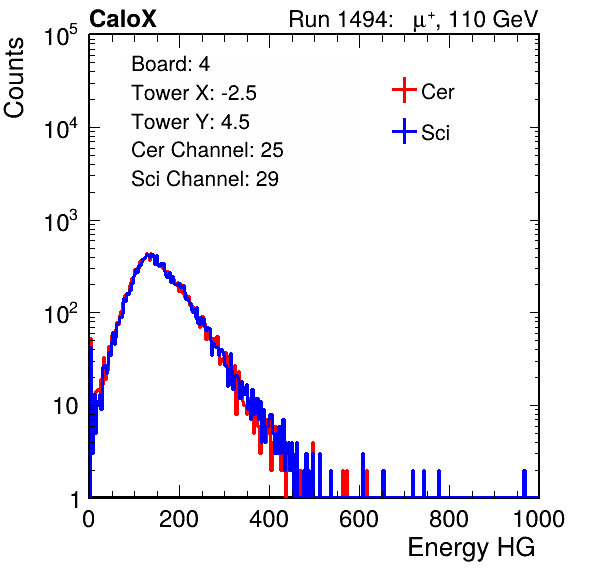 CaloX Run 1494: μ⁺, 110 GeV
Counts
Board: 4
Tower X: -2.5
Tower Y: 4.5
Cer Channel: 25
Sci Channel: 29
Cer
Sci
10⁵
10⁴
10³
10²
10
1
0 200 400 600 800 1000
Energy HG